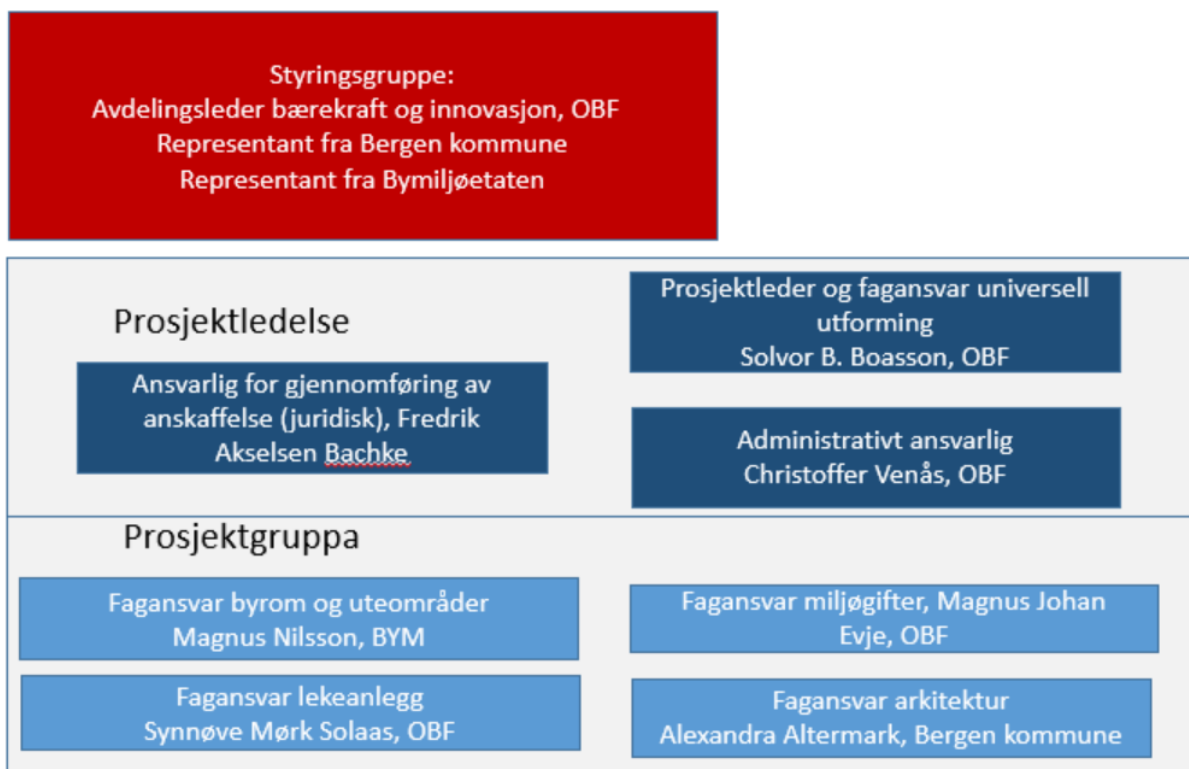 Styringsgruppe:
Avdelingsleder bærekraft og innovasjon, OBF
Representant fra Bergen kommune
Representant fra Bymiljøetaten
Prosjektledelse
Ansvarlig for gjennomføring av
anskaffelse (juridisk), Fredrik
Akselsen Bachke
Prosjektleder og fagansvar universell
utforming
Solvor B. Boasson, OBF
Administrativt ansvarlig
Christoffer Venås, OBF
Prosjektgruppa
Fagansvar byrom og uteområder
Magnus Nilsson, BYM
Fagansvar miljøgifter, Magnus Johan
Evje, OBF
Fagansvar lekeanlegg
Synnøve Mørk Solaas, OBF
Fagansvar arkitektur
Alexandra Altermark, Bergen kommune